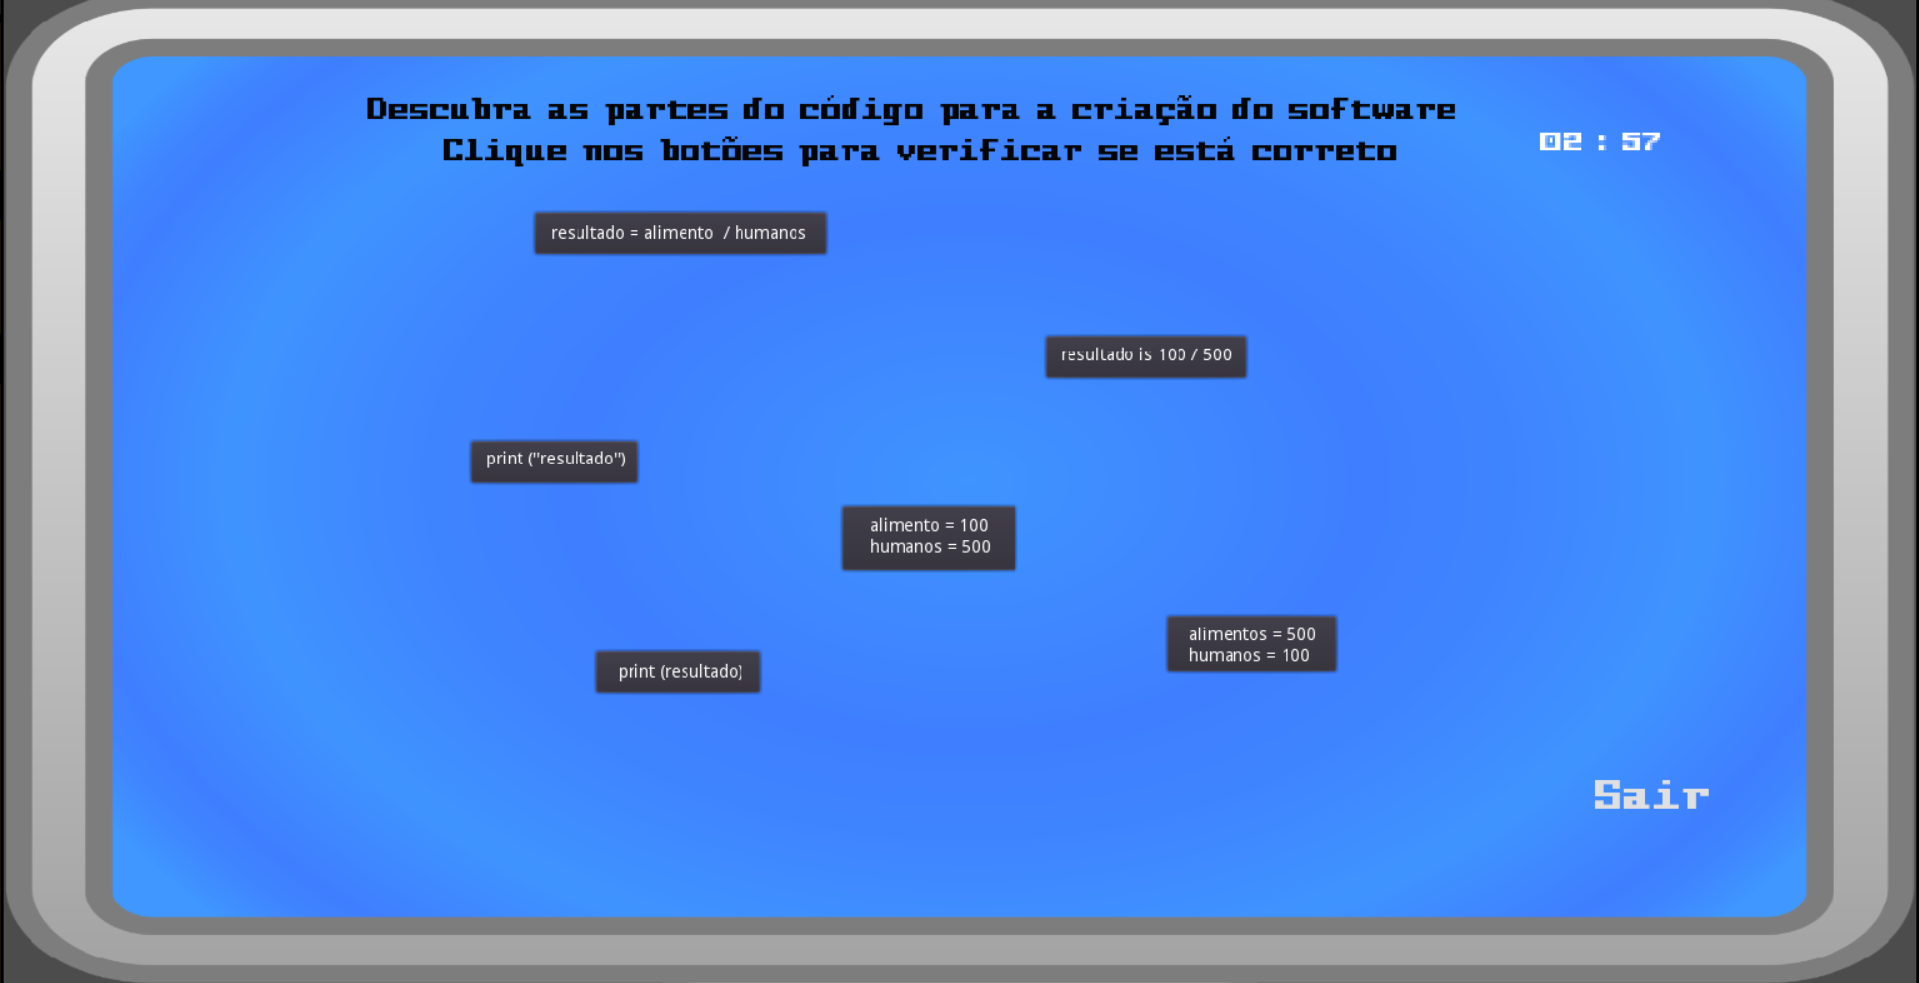 Descubra as partes do código para a criação do software
Clique nos botões para verificar se está correto
02 : 57
resultado = alimento / humanos
resultado is 100 / 500
print ("resultado")
alimento = 100
humanos = 500
alimentos = 500
humanos = 100
print (resultado)
Sair